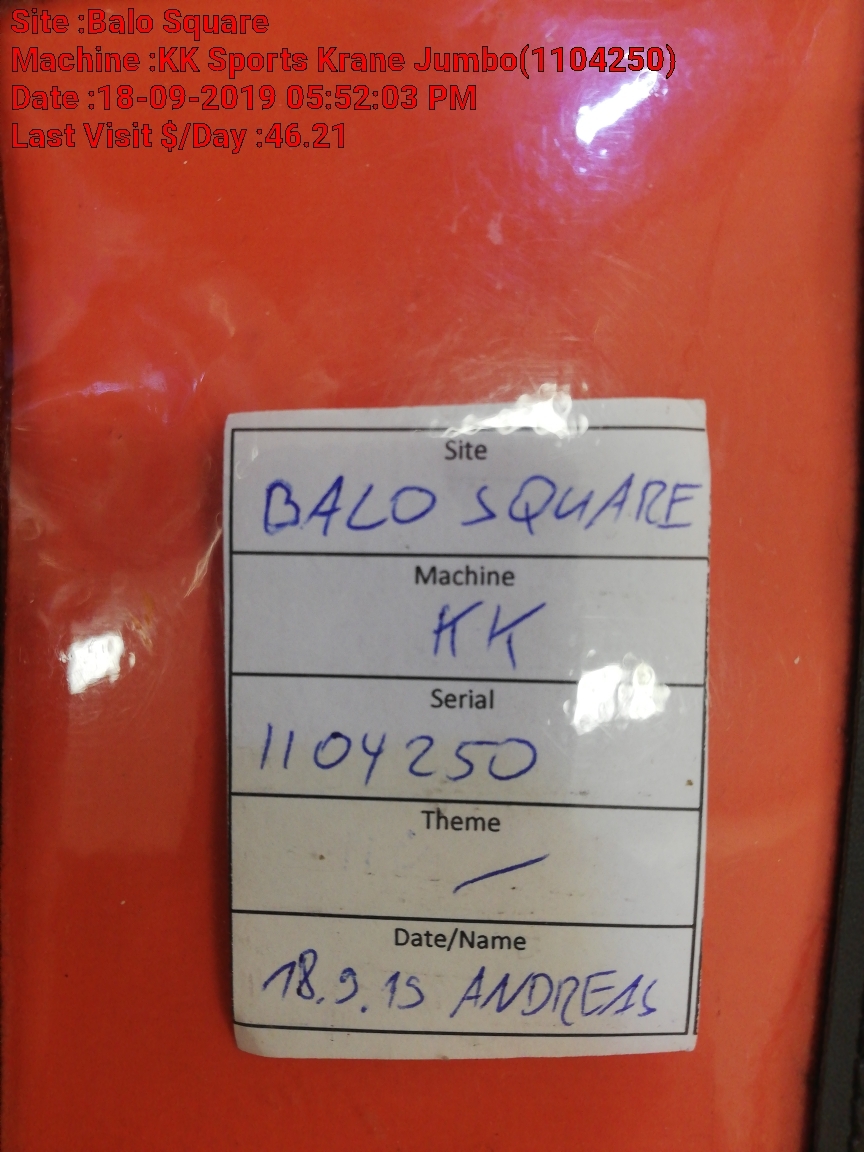 Site :Balo Square
Machine :KK Sports Krane Jumbo(1104250)
Date :18-09-2019 05:52:03 PM
Last Visit $/Day :46.21
Site
BALO SQUARE
Machine
KK
Serial
1104250
Theme
—
Date/Name
18.9.19 ANDREAS